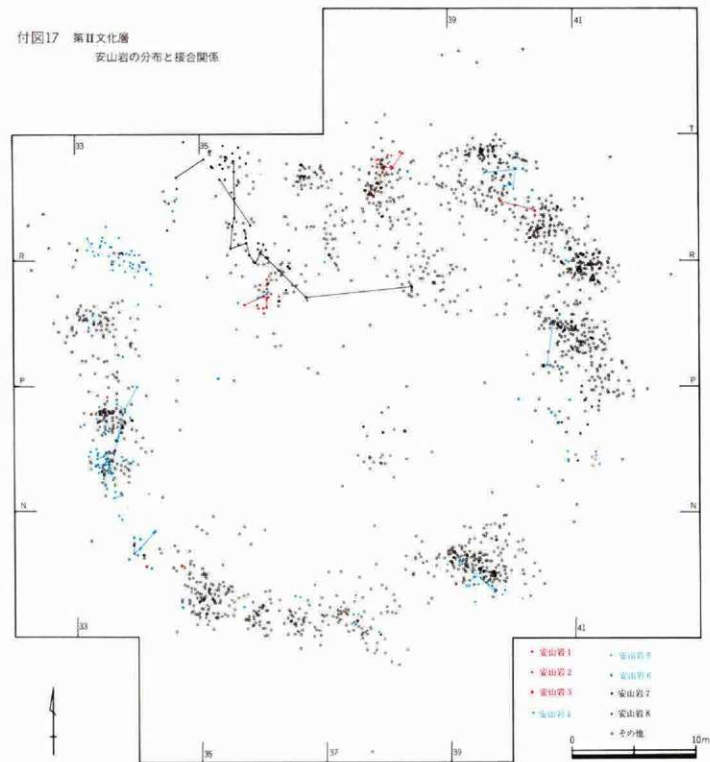 付図17 第Ⅱ文化層
安山岩の分布と接合関係
39 41
T
33 35
R R
P P
N N
33 41
安山岩1 安山岩5
安山岩2 安山岩6
安山岩3 安山岩7
安山岩4 安山岩8
その他
35 37 39
0 10m